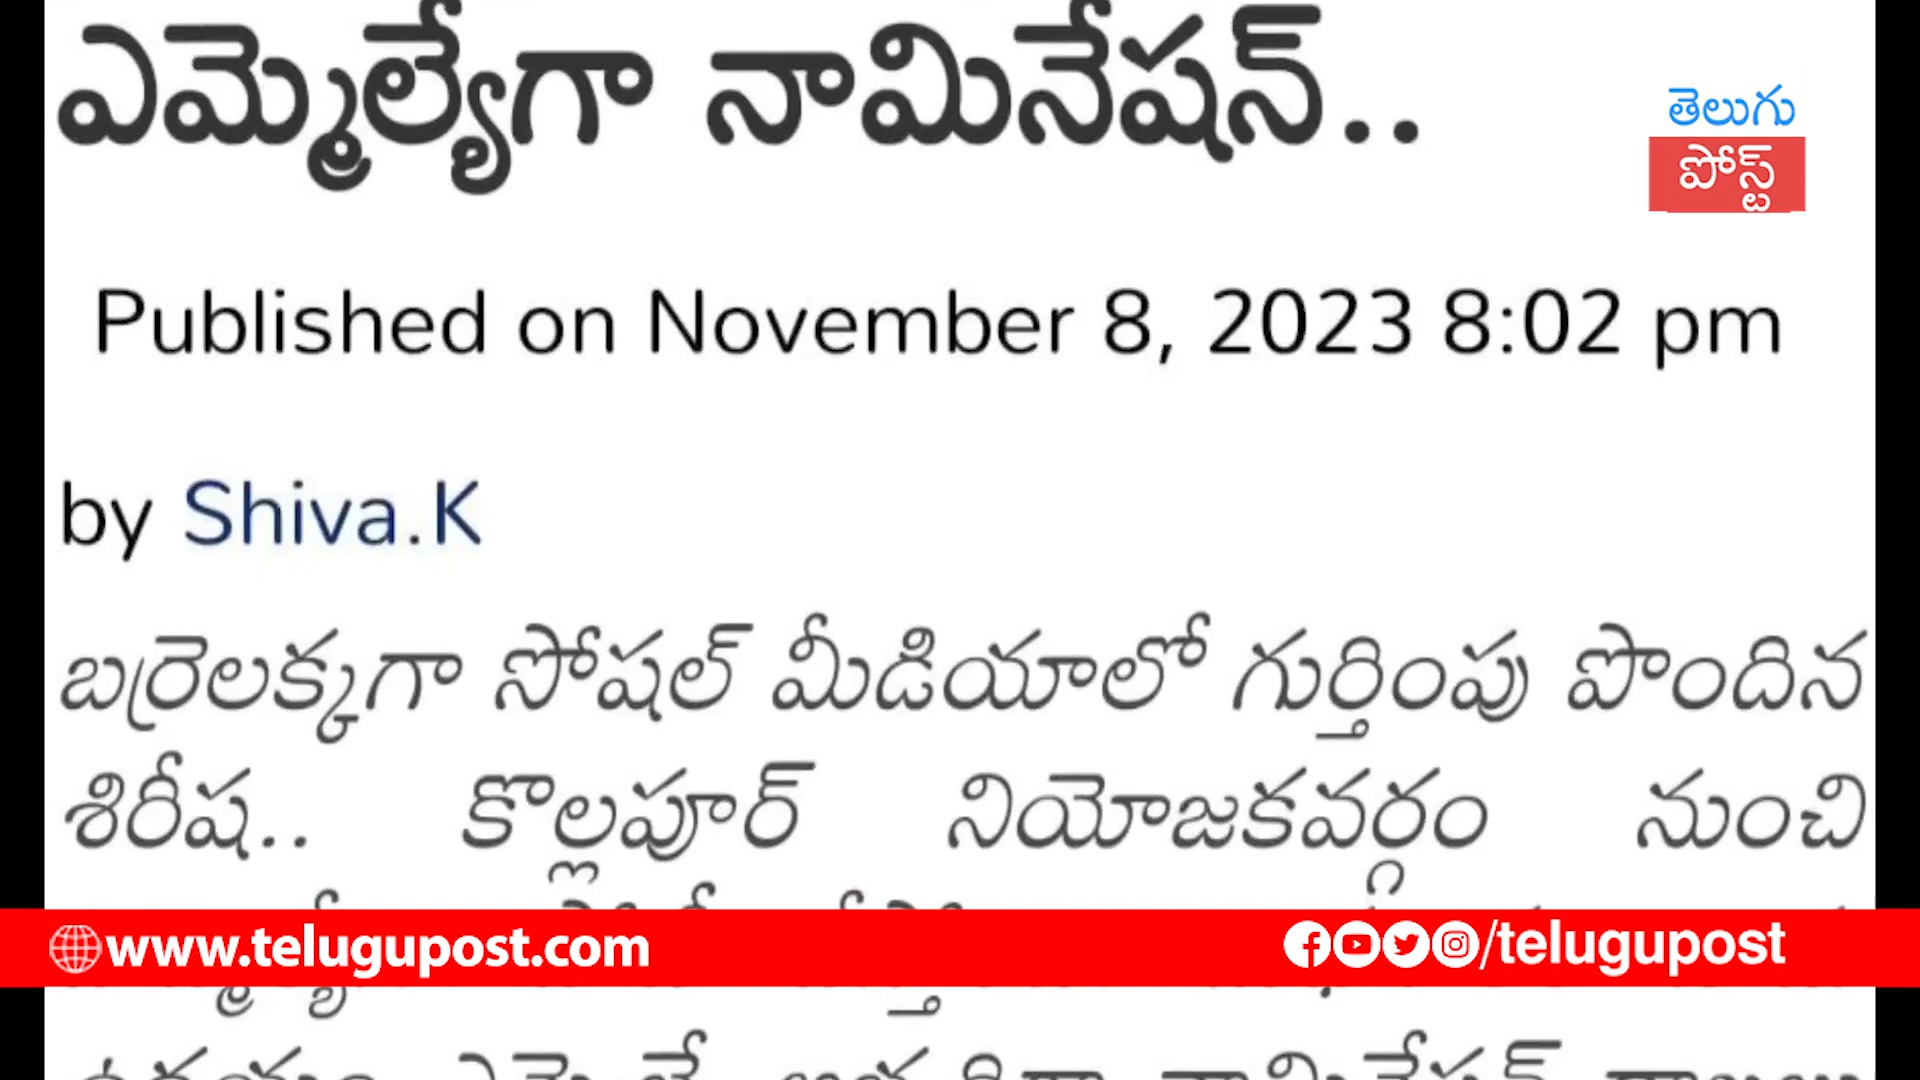 ఎమ్మెల్యేగా నామినేషన్..
తెలుగు
పోస్ట్
Published on November 8, 2023 8:02 pm
by Shiva.K
బర్రెలక్కగా సోషల్ మీడియాలో గుర్తింపు పొందిన
శిరీష.. కొల్లపూర్ నియోజకవర్గం నుంచి
www.telugupost.com
/telugupost